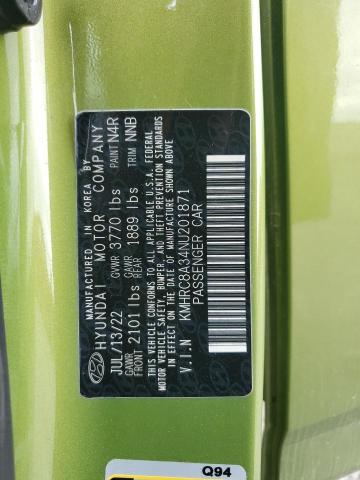 MANUFACTURED IN KOREA BY
HYUNDAI MOTOR COMPANY
JUL/13/22 GVWR 3770 lbs PAINT N4R
GAWR FRONT 2101 lbs GAWR REAR 1889 lbs TRIM NNB
THIS VEHICLE CONFORMS TO ALL APPLICABLE U.S.A. FEDERAL
MOTOR VEHICLE SAFETY, BUMPER, AND THEFT PREVENTION STANDARDS
IN EFFECT ON THE DATE OF MANUFACTURE SHOWN ABOVE.
V.I.N KMHRC8A34NU201871
PASSENGER CAR
Q94